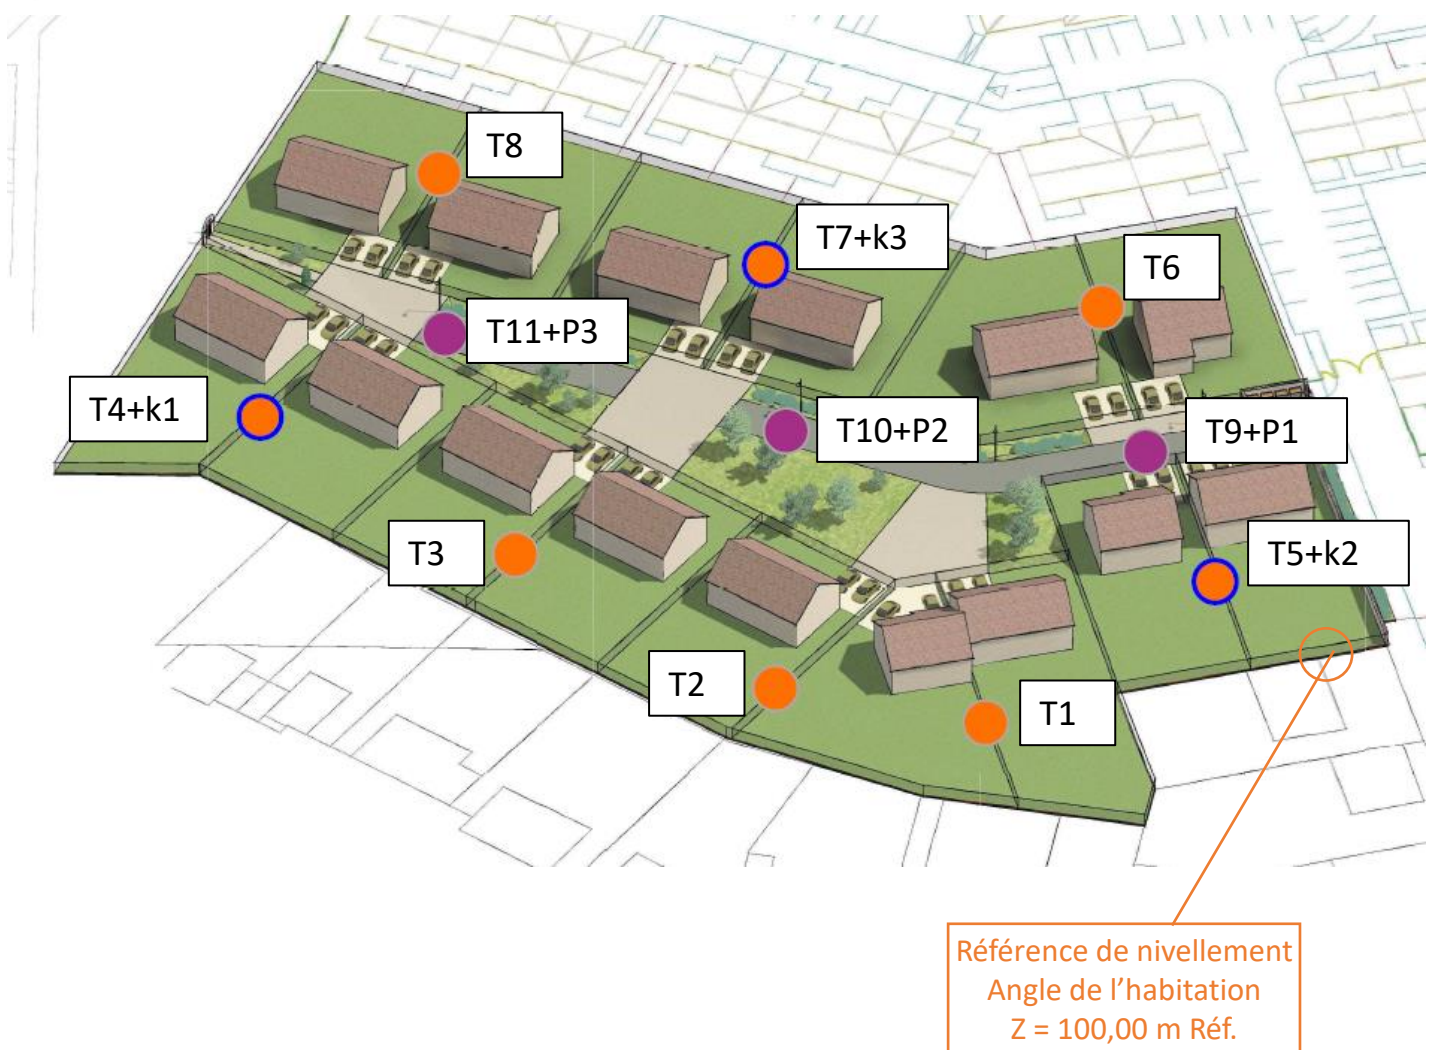 T8
T7+k3
T6
T11+P3
T4+k1
T10+P2
T9+P1
T3
T5+k2
T2
T1
Référence de nivellement
Angle de l'habitation
Z = 100,00 m Réf.